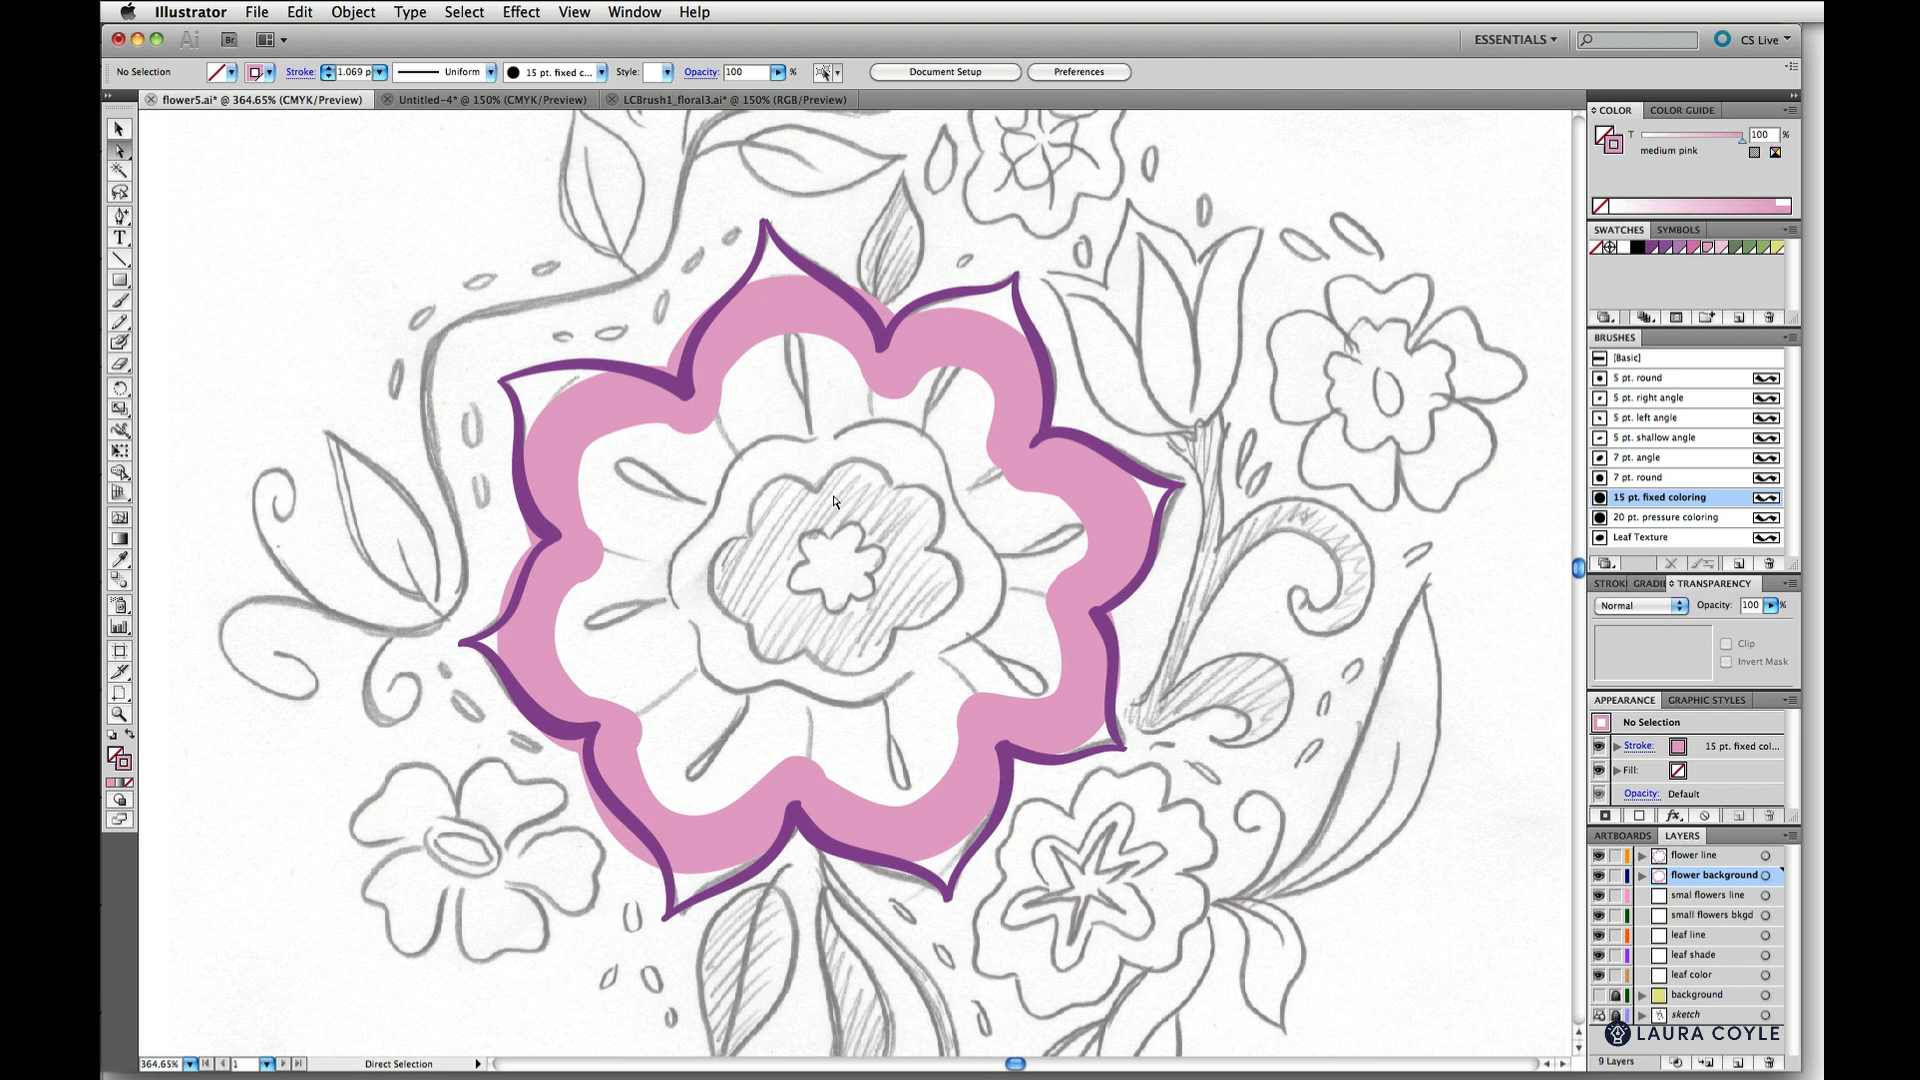 Illustrator File Edit Object Type Select Effect View Window Help
Ai Br ESSENTIALS CS Live
No Selection Stroke: 1.069 p Uniform 15 pt. fixed c... Style: Opacity: 100 % Document Setup Preferences
flower5.ai* @ 364.65% (CMYK/Preview) Untitled-4* @ 150% (CMYK/Preview) LCBrush1_floral3.ai* @ 150% (RGB/Preview)
COLOR COLOR GUIDE
T 100 %
medium pink
SWATCHES SYMBOLS
BRUSHES
[Basic]
5 pt. round
5 pt. right angle
5 pt. left angle
5 pt. shallow angle
7 pt. angle
7 pt. round
15 pt. fixed coloring
20 pt. pressure coloring
Leaf Texture
STROK GRADIE TRANSPARENCY
Normal Opacity: 100 %
Clip
Invert Mask
APPEARANCE GRAPHIC STYLES
No Selection
Stroke: 15 pt. fixed col...
Fill:
Opacity: Default
fx
ARTBOARDS LAYERS
flower line
flower background
smal flowers line
small flowers bkgd
leaf line
leaf shade
leaf color
background
sketch
LAURA COYLE
9 Layers
364.65% 1 Direct Selection